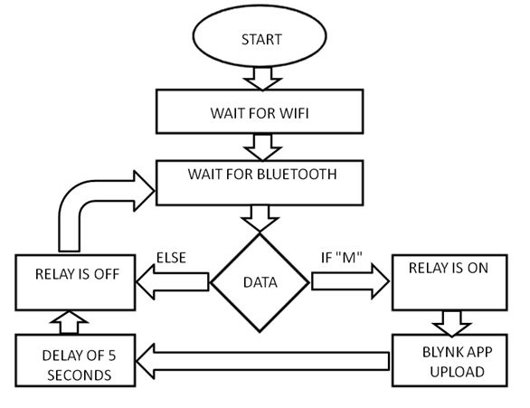 START
WAIT FOR WIFI
WAIT FOR BLUETOOTH
ELSE
IF "M"
RELAY IS OFF
DATA
RELAY IS ON
DELAY OF 5
SECONDS
BLYNK APP
UPLOAD